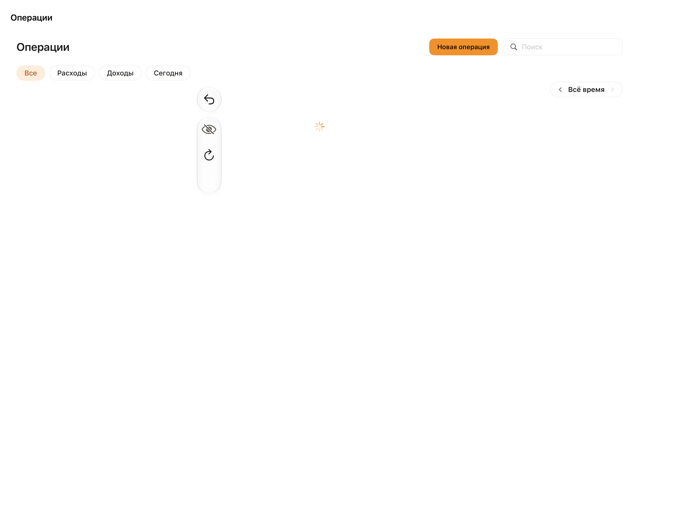 Операции
Операции
Новая операция
Поиск
Все
Расходы
Доходы
Сегодня
Всё время